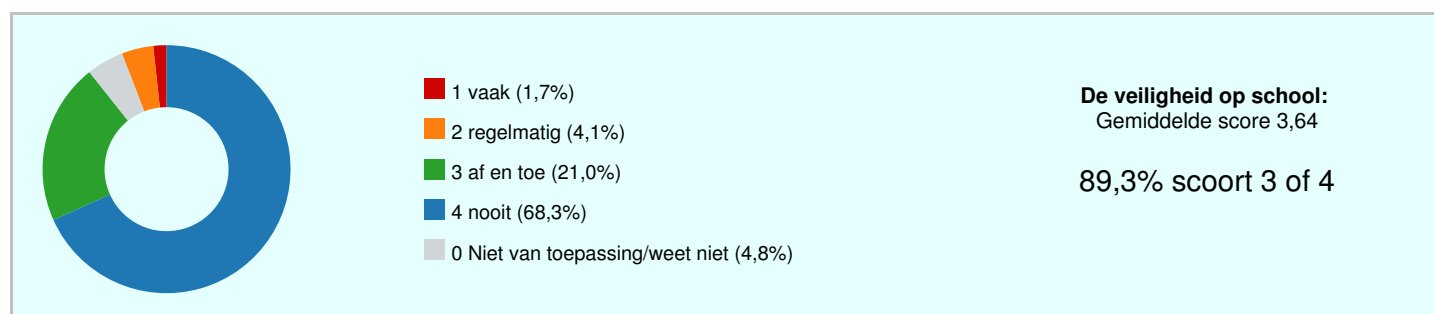 1 vaak (1,7%)
2 regelmatig (4,1%)
3 af en toe (21,0%)
4 nooit (68,3%)
0 Niet van toepassing/weet niet (4,8%)
De veiligheid op school:
Gemiddelde score 3,64
89,3% scoort 3 of 4